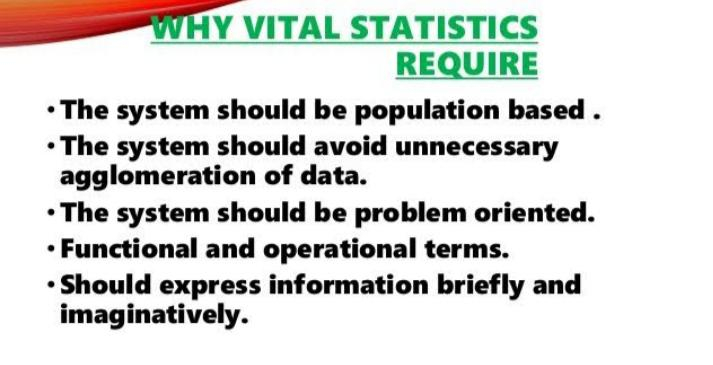 WHY VITAL STATISTICS
REQUIRE
• The system should be population based .
• The system should avoid unnecessary
agglomeration of data.
• The system should be problem oriented.
• Functional and operational terms.
• Should express information briefly and
imaginatively.